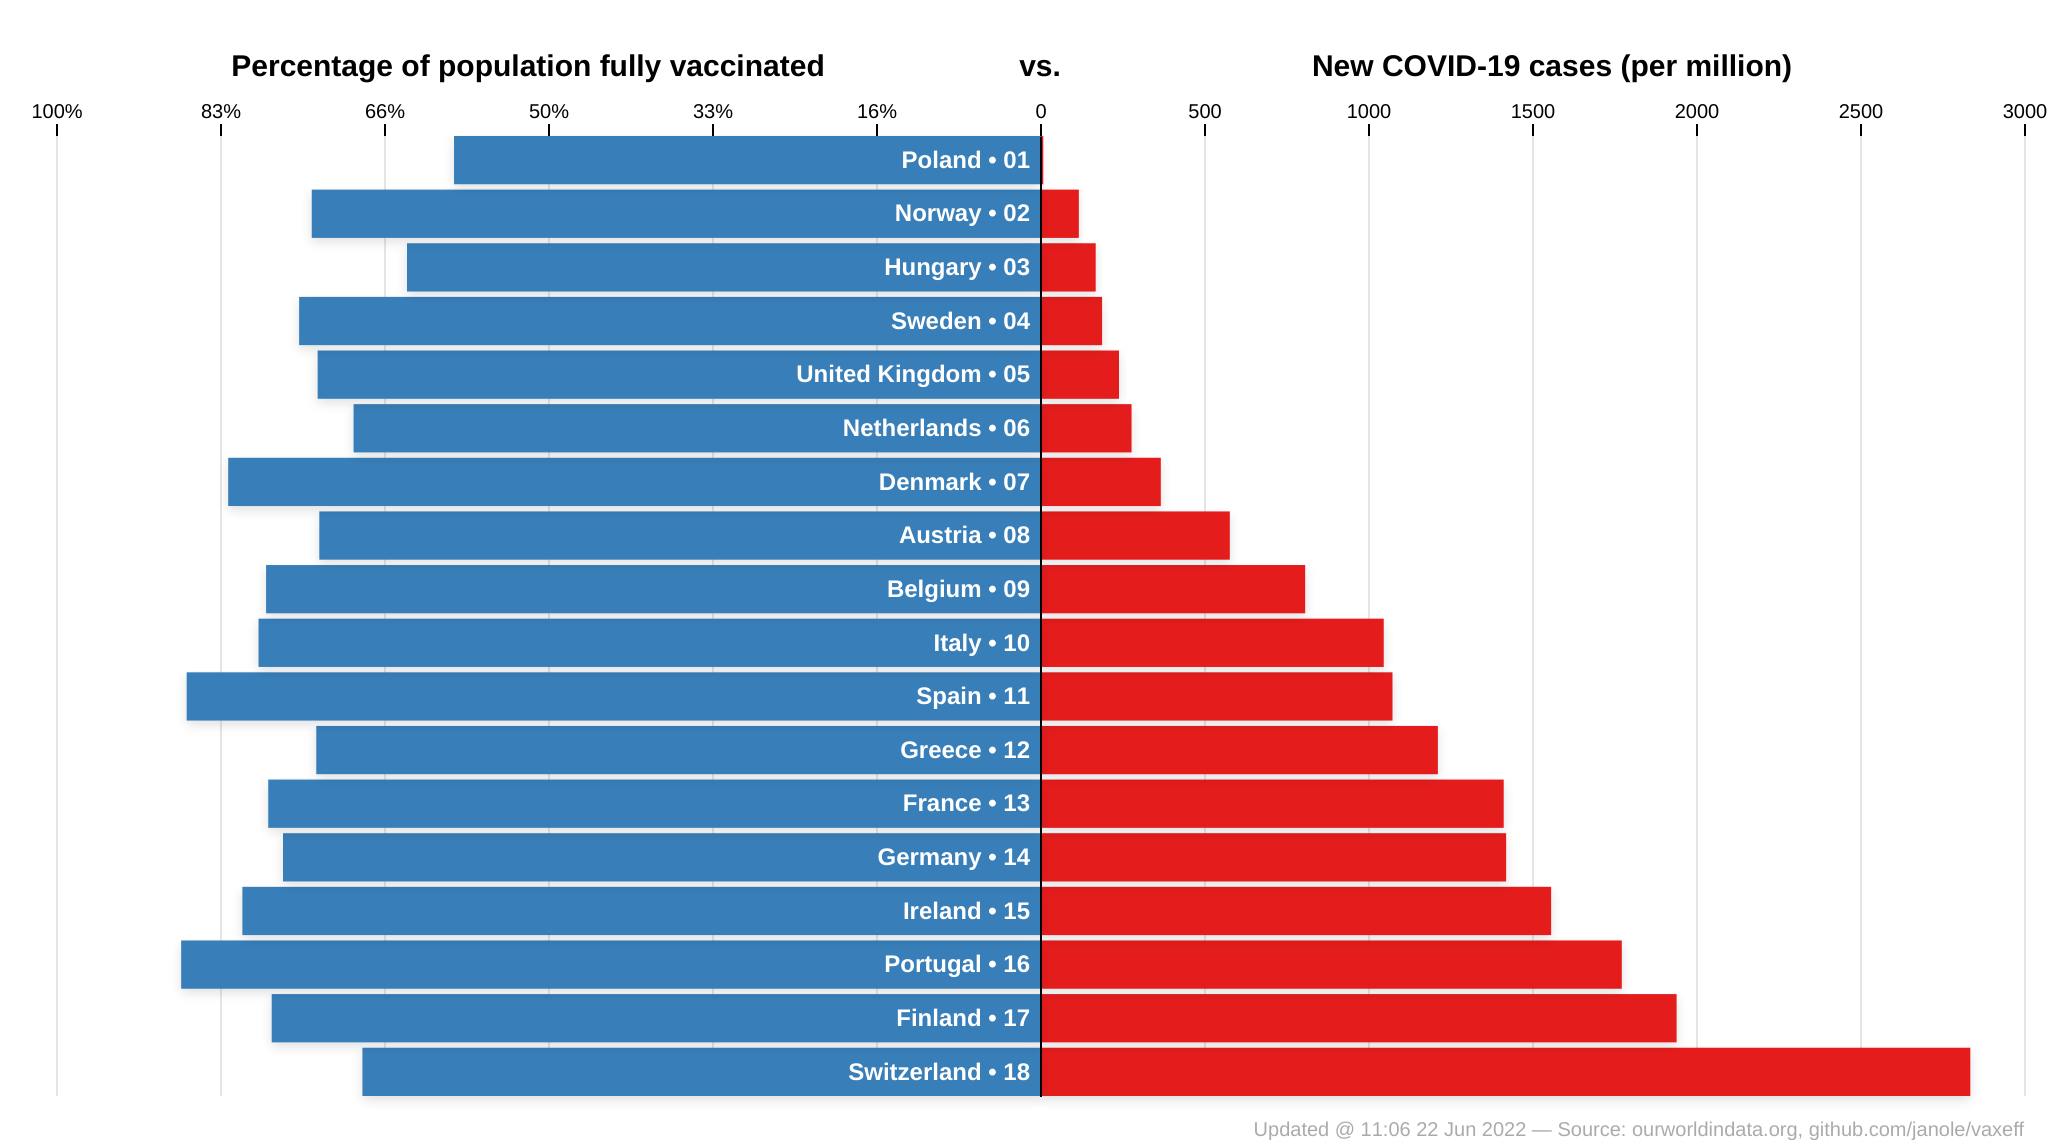 Percentage of population fully vaccinated vs. New COVID-19 cases (per million)
100% 83% 66% 50% 33% 16% 0 500 1000 1500 2000 2500 3000
Poland • 01
Norway • 02
Hungary • 03
Sweden • 04
United Kingdom • 05
Netherlands • 06
Denmark • 07
Austria • 08
Belgium • 09
Italy • 10
Spain • 11
Greece • 12
France • 13
Germany • 14
Ireland • 15
Portugal • 16
Finland • 17
Switzerland • 18
Updated @ 11:06 22 Jun 2022 — Source: ourworldindata.org, github.com/janole/vaxeff